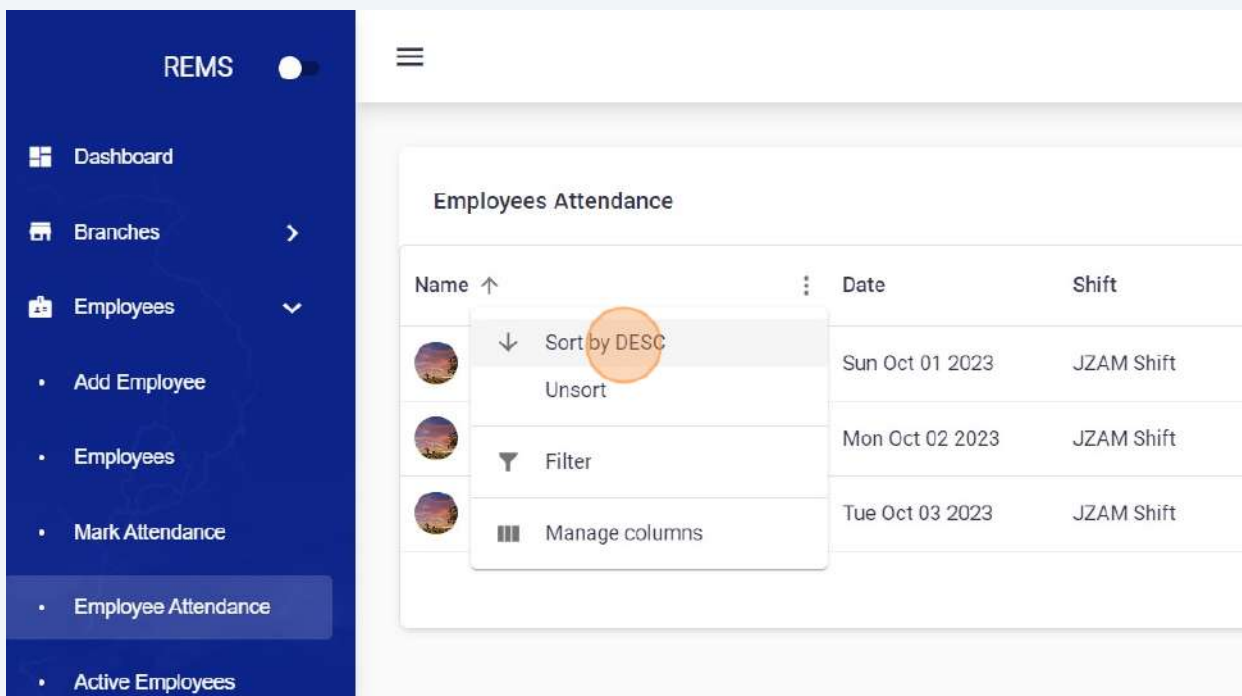 REMS
Dashboard
Branches
Employees
Add Employee
Employees
Mark Attendance
Employee Attendance
Active Employees
Employees Attendance
Name Date Shift
Sort by DESC
Unsort
Filter
Manage columns
Sun Oct 01 2023 JZAM Shift
Mon Oct 02 2023 JZAM Shift
Tue Oct 03 2023 JZAM Shift